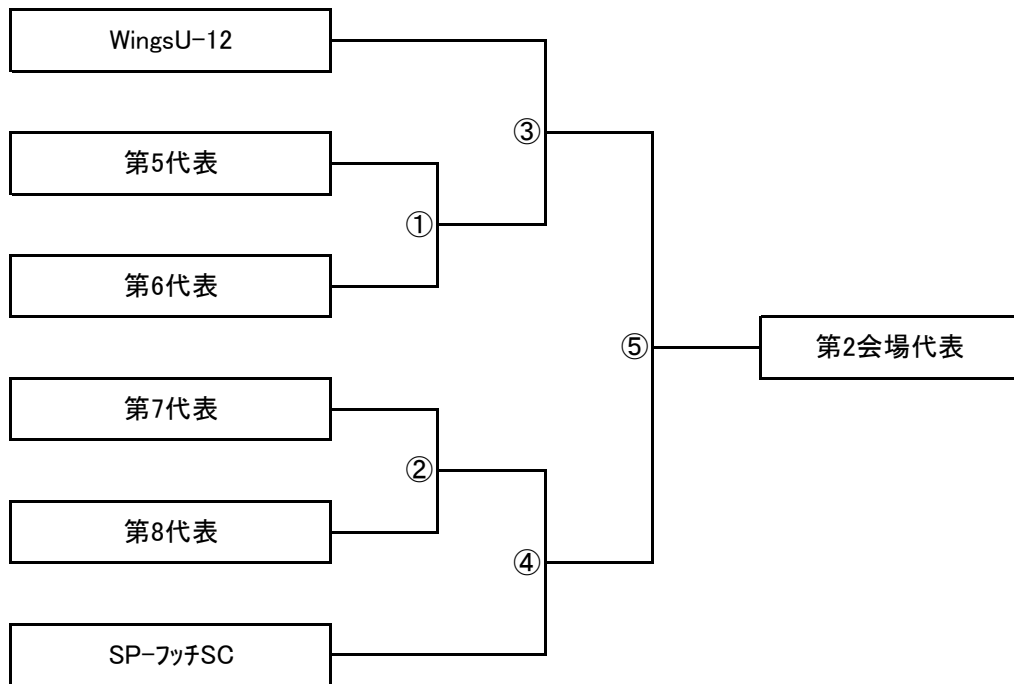 WingsU-12
③
第5代表
①
第6代表
⑤
第2会場代表
第7代表
②
第8代表
④
SP-フッチSC